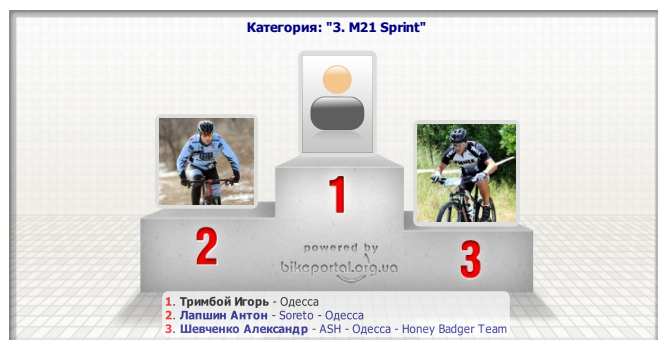 Категория: "3. M21 Sprint"
1
2
3
powered by
bikeportal.org.ua
1. Тримбой Игорь - Одесса
2. Лапшин Антон - Soreto - Одесса
3. Шевченко Александр - ASH - Одесса - Honey Badger Team